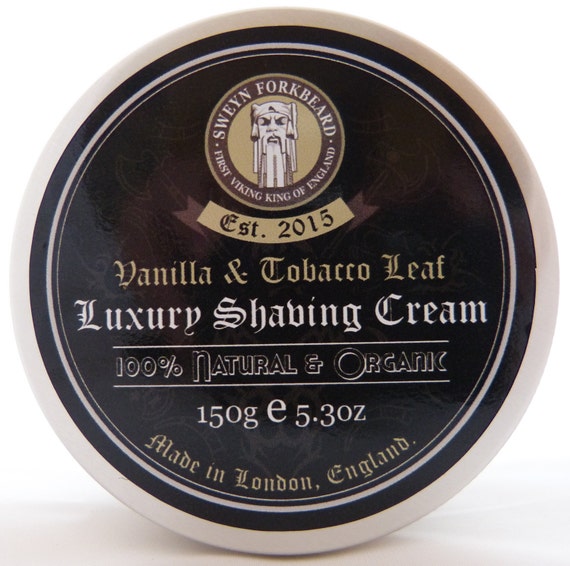 · SWEYN FORKBEARD ·
FIRST VIKING KING OF ENGLAND
Est. 2015
Vanilla & Tobacco Leaf
Luxury Shaving Cream
100% Natural & Organic
150g e 5.3oz
Made in London, England.